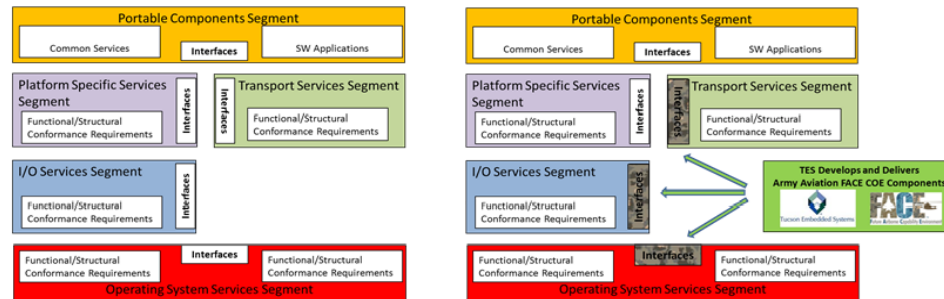 Portable Components Segment
Common Services
Interfaces
SW Applications
Platform Specific Services
Segment
Functional/Structural
Conformance Requirements
Interfaces
Interfaces
Transport Services Segment
Functional/Structural
Conformance Requirements
I/O Services Segment
Functional/Structural
Conformance Requirements
Interfaces
Functional/Structural
Conformance Requirements
Interfaces
Functional/Structural
Conformance Requirements
Operating System Services Segment
Portable Components Segment
Common Services
Interfaces
SW Applications
Platform Specific Services
Segment
Functional/Structural
Conformance Requirements
Interfaces
Interfaces
Transport Services Segment
Functional/Structural
Conformance Requirements
I/O Services Segment
Functional/Structural
Conformance Requirements
Interfaces
TES Develops and Delivers
Army Aviation FACE COE Components
Tucson Embedded Systems
FACE
Future Airborne Capability Environment
Functional/Structural
Conformance Requirements
Interfaces
Functional/Structural
Conformance Requirements
Operating System Services Segment